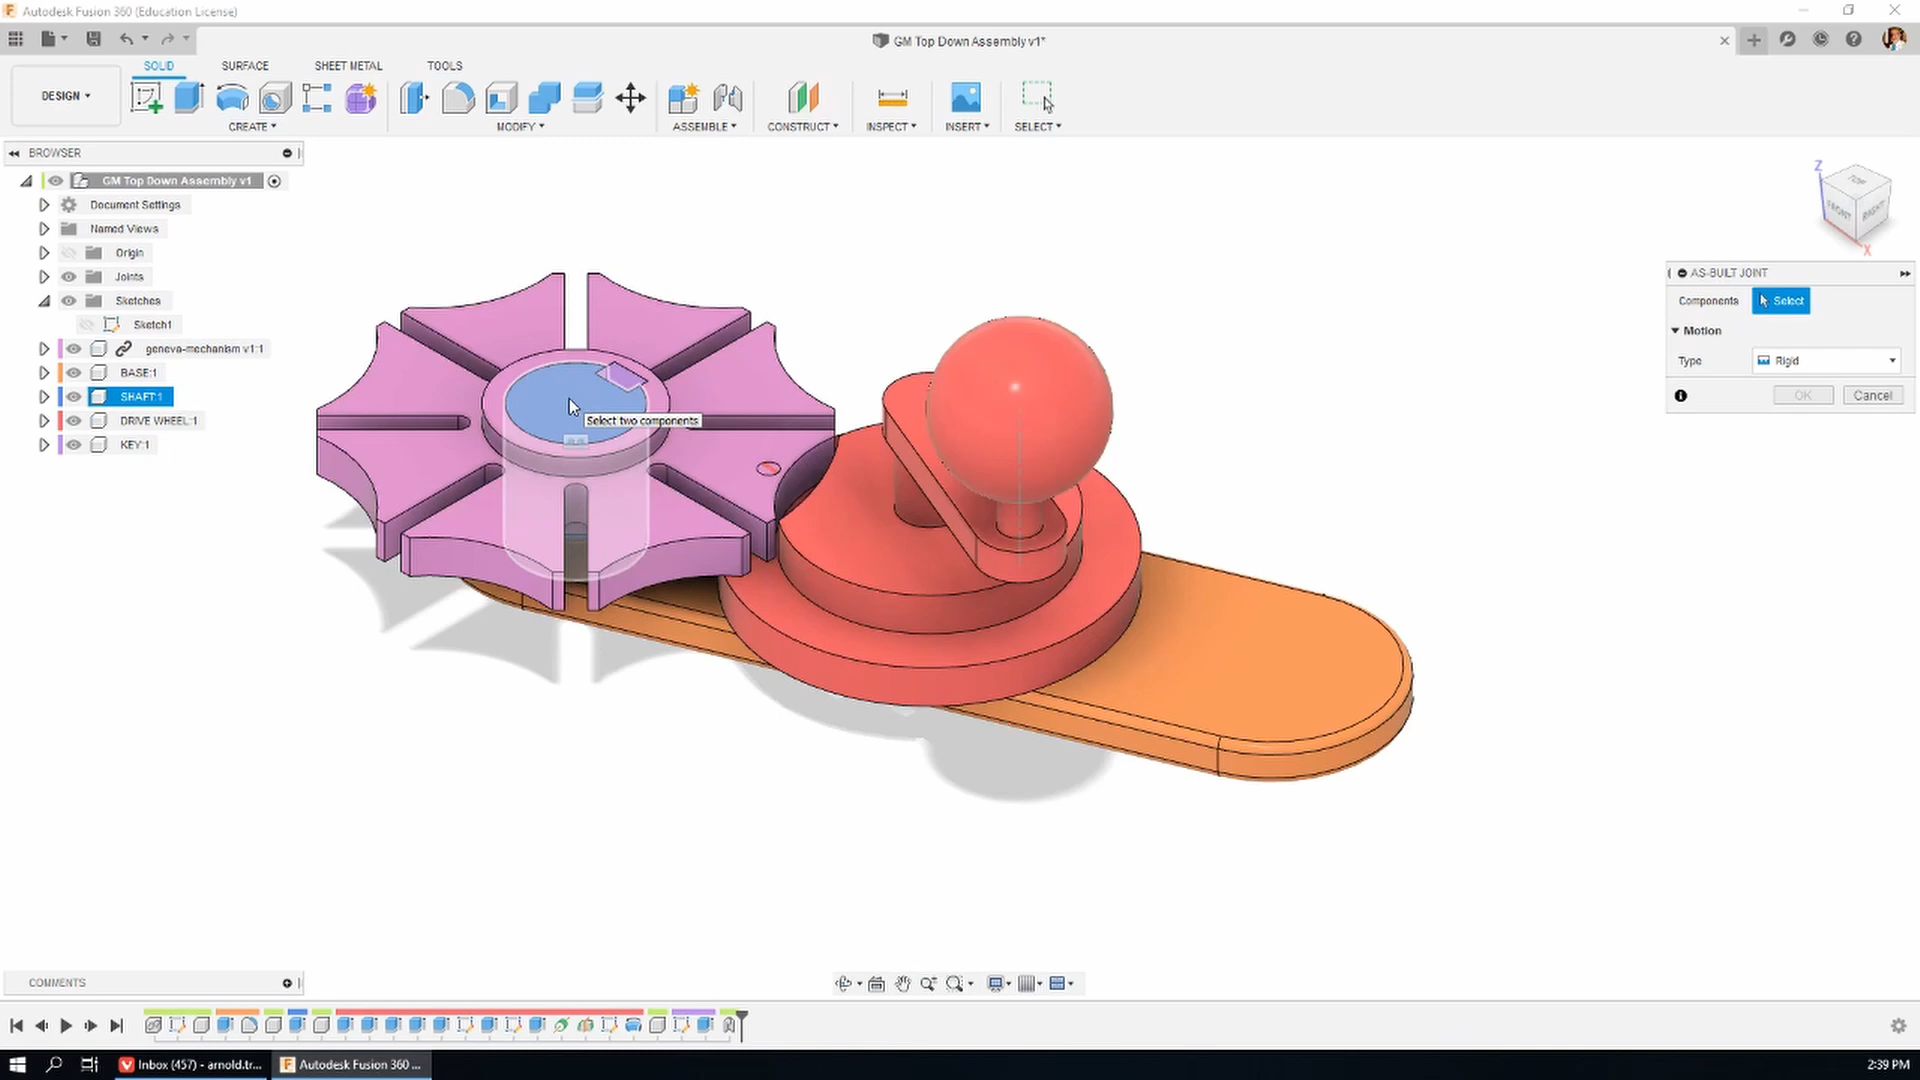 Autodesk Fusion 360 (Education License)
GM Top Down Assembly v1*
SOLID SURFACE SHEET METAL TOOLS
DESIGN
CREATE MODIFY ASSEMBLE CONSTRUCT INSPECT INSERT SELECT
BROWSER
GM Top Down Assembly v1
Document Settings
Named Views
Origin
Joints
Sketches
Sketch1
geneva-mechanism v1:1
BASE:1
SHAFT:1
DRIVE WHEEL:1
KEY:1
Select two components
Z
TOP
FRONT RIGHT
X
AS-BUILT JOINT
Components Select
Motion
Type Rigid
OK Cancel
COMMENTS
Inbox (457) - arnold.tr... Autodesk Fusion 360 ... 2:39 PM